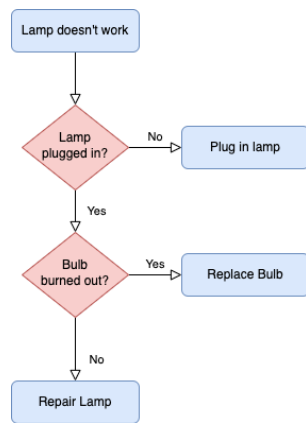 Lamp doesn't work
Lamp
plugged in?
No
Plug in lamp
Yes
Bulb
burned out?
Yes
Replace Bulb
No
Repair Lamp